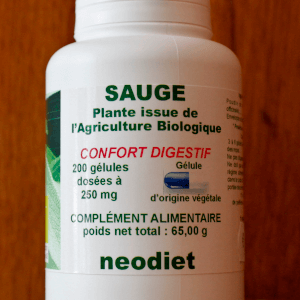 SAUGE
Plante issue de
l'Agriculture Biologique
CONFORT DIGESTIF
200 gélules
dosées à
250 mg
Gélule
d'origine végétale
COMPLÉMENT ALIMENTAIRE
poids net total : 65,00 g
neodiet